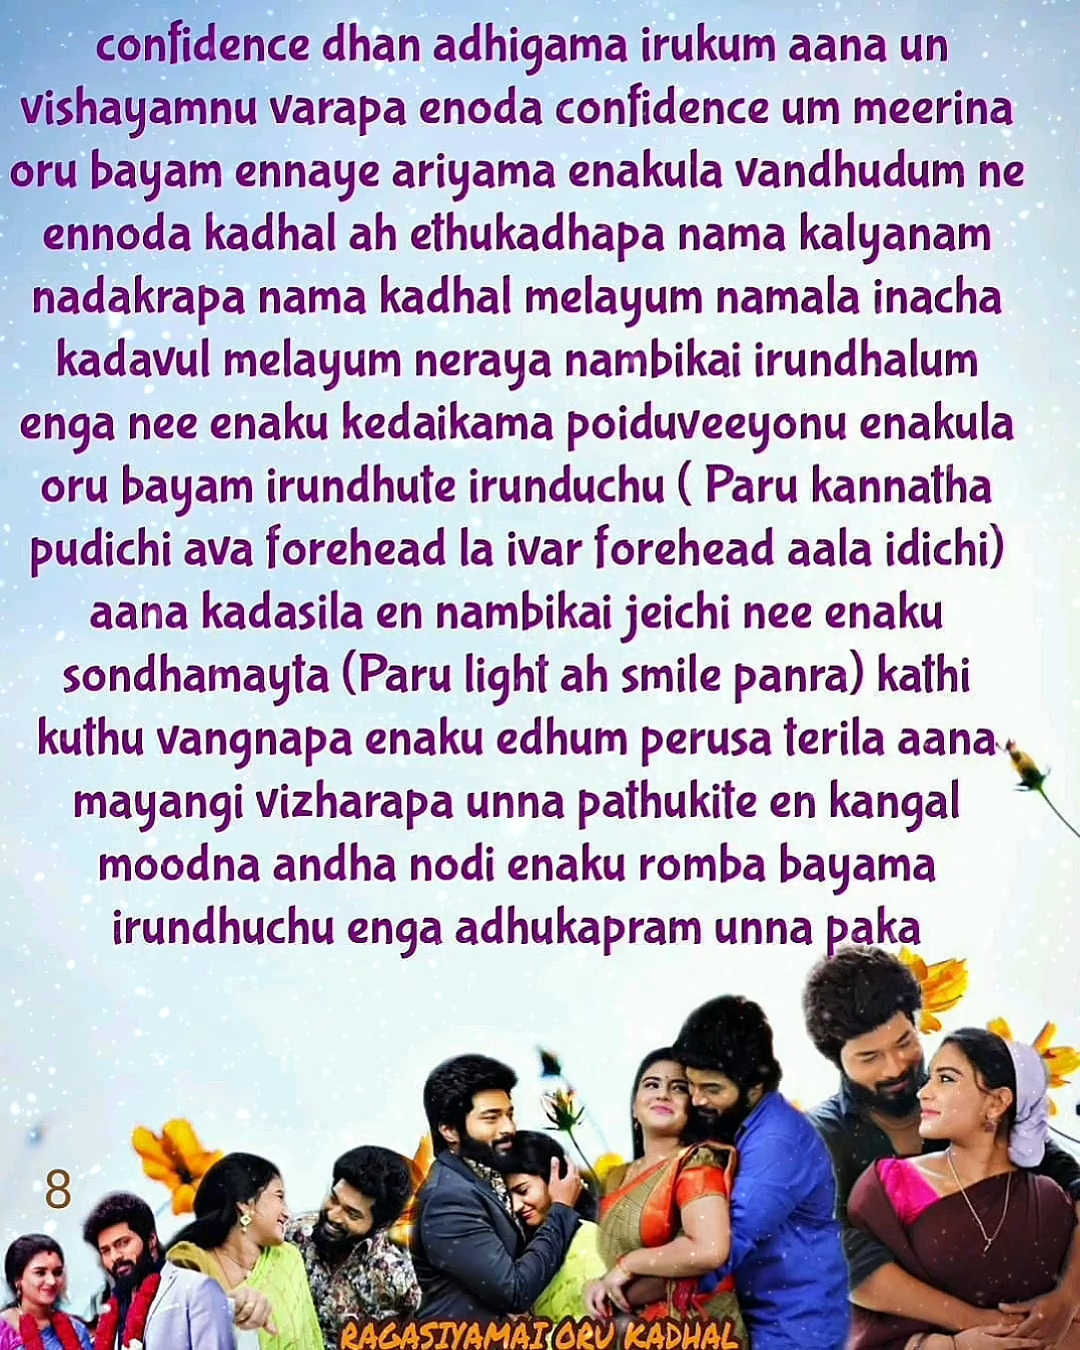 confidence dhan adhigama irukum aana un
vishayamnu varapa enoda confidence um meerina
oru bayam ennaye ariyama enakula vandhudum ne
ennoda kadhal ah ethukadhapa nama kalyanam
nadakrapa nama kadhal melayum namala inacha
kadavul melayum neraya nambikai irundhalum
enga nee enaku kedaikama poiduveeyonu enakula
oru bayam irundhute irunduchu ( Paru kannatha
pudichi ava forehead la ivar forehead aala idichi)
aana kadasila en nambikai jeichi nee enaku
sondhamayta (Paru light ah smile panra) kathi
kuthu vangnapa enaku edhum perusa terila aana
mayangi vizharapa unna pathukite en kangal
moodna andha nodi enaku romba bayama
irundhuchu enga adhukapram unna paka
8
RAGASIYAMAI ORU KADHAL